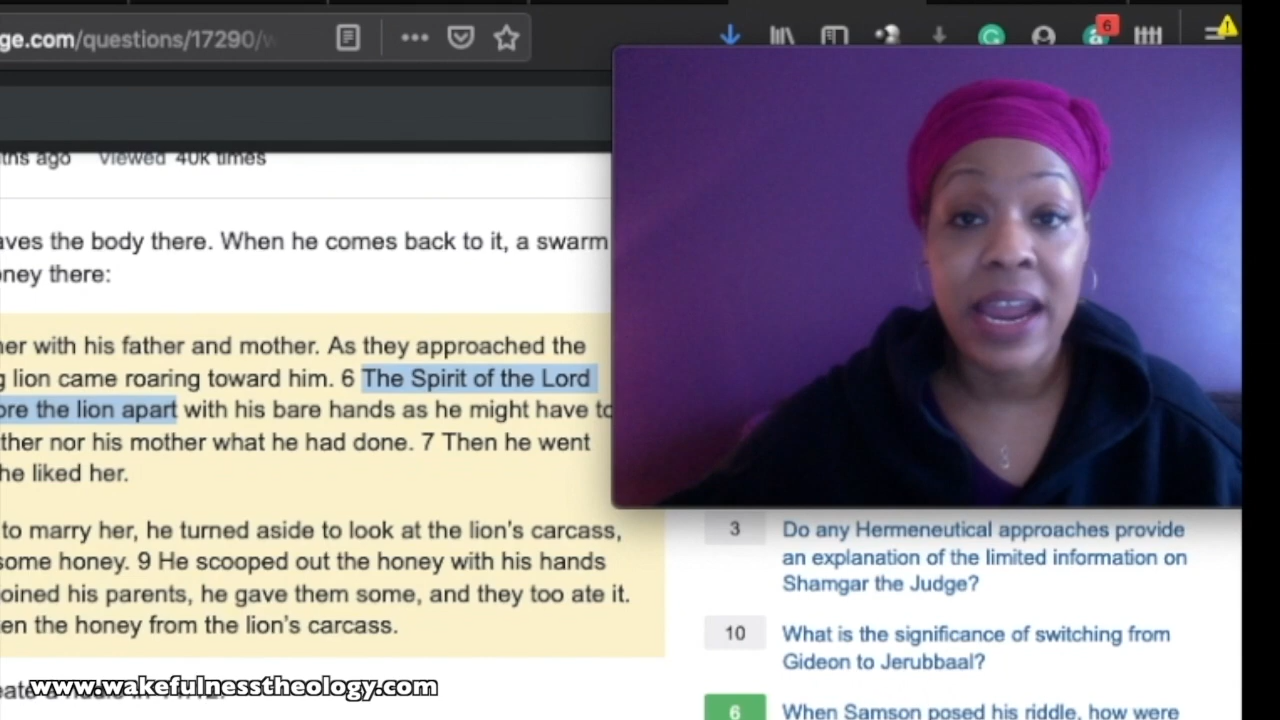 ge.com/questions/17290/w
6
ths ago Viewed 40k times
aves the body there. When he comes back to it, a swarm
oney there:
her with his father and mother. As they approached the
g lion came roaring toward him. 6 The Spirit of the Lord
ore the lion apart with his bare hands as he might have to
ther nor his mother what he had done. 7 Then he went
he liked her.
to marry her, he turned aside to look at the lion's carcass,
some honey. 9 He scooped out the honey with his hands
oined his parents, he gave them some, and they too ate it.
en the honey from the lion's carcass.
www.wakefulnesstheology.com
3 Do any Hermeneutical approaches provide
an explanation of the limited information on
Shamgar the Judge?
10 What is the significance of switching from
Gideon to Jerubbaal?
6 When Samson posed his riddle, how were